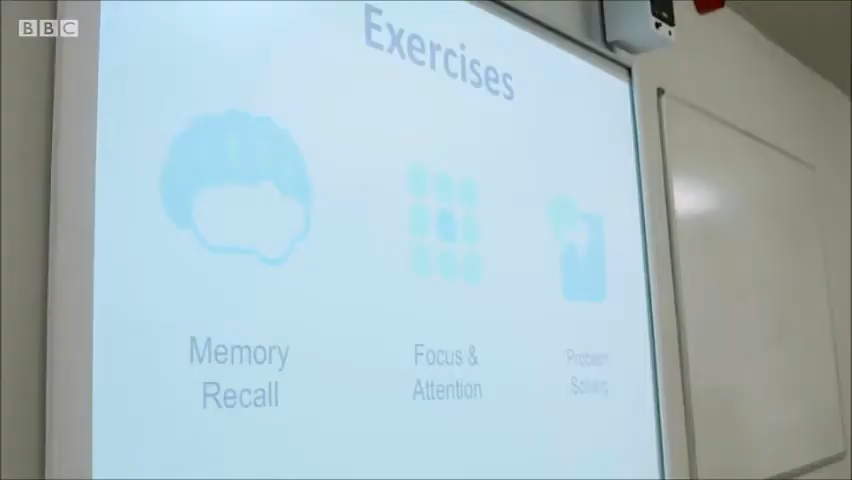 BBC
Exercises
Memory
Recall
Focus &
Attention
Problem
Solving